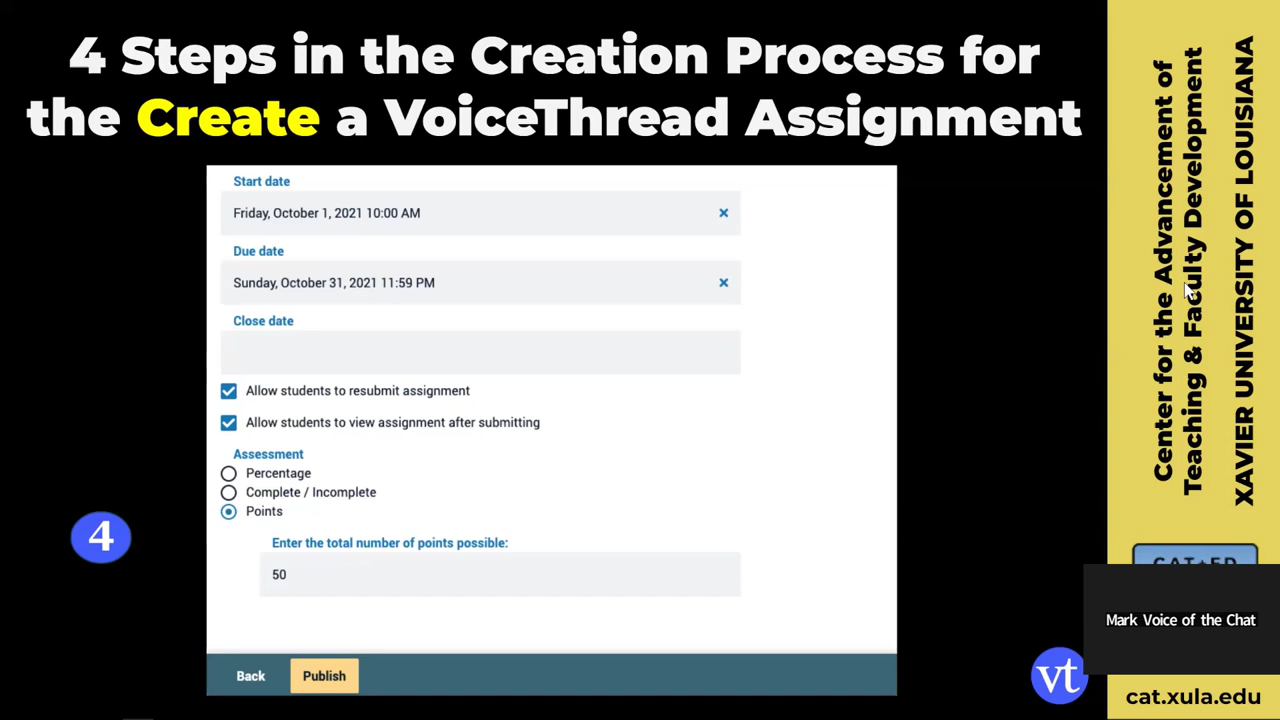 4 Steps in the Creation Process for
the Create a VoiceThread Assignment
Start date
Friday, October 1, 2021 10:00 AM
Due date
Sunday, October 31, 2021 11:59 PM
Close date
Allow students to resubmit assignment
Allow students to view assignment after submitting
Assessment
Percentage
Complete / Incomplete
Points
Enter the total number of points possible:
50
4
Back
Publish
vt
Center for the Advancement of
Teaching & Faculty Development
XAVIER UNIVERSITY OF LOUISIANA
Mark Voice of the Chat
cat.xula.edu